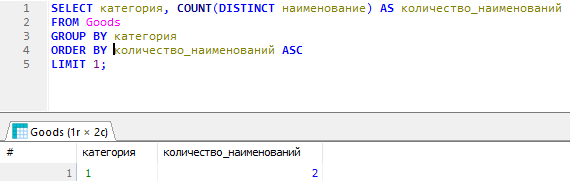 1 SELECT категория, COUNT(DISTINCT наименование) AS количество_наименований
2 FROM Goods
3 GROUP BY категория
4 ORDER BY количество_наименований ASC
5 LIMIT 1;
Goods (1r × 2c)
# категория количество_наименований
1 1 2